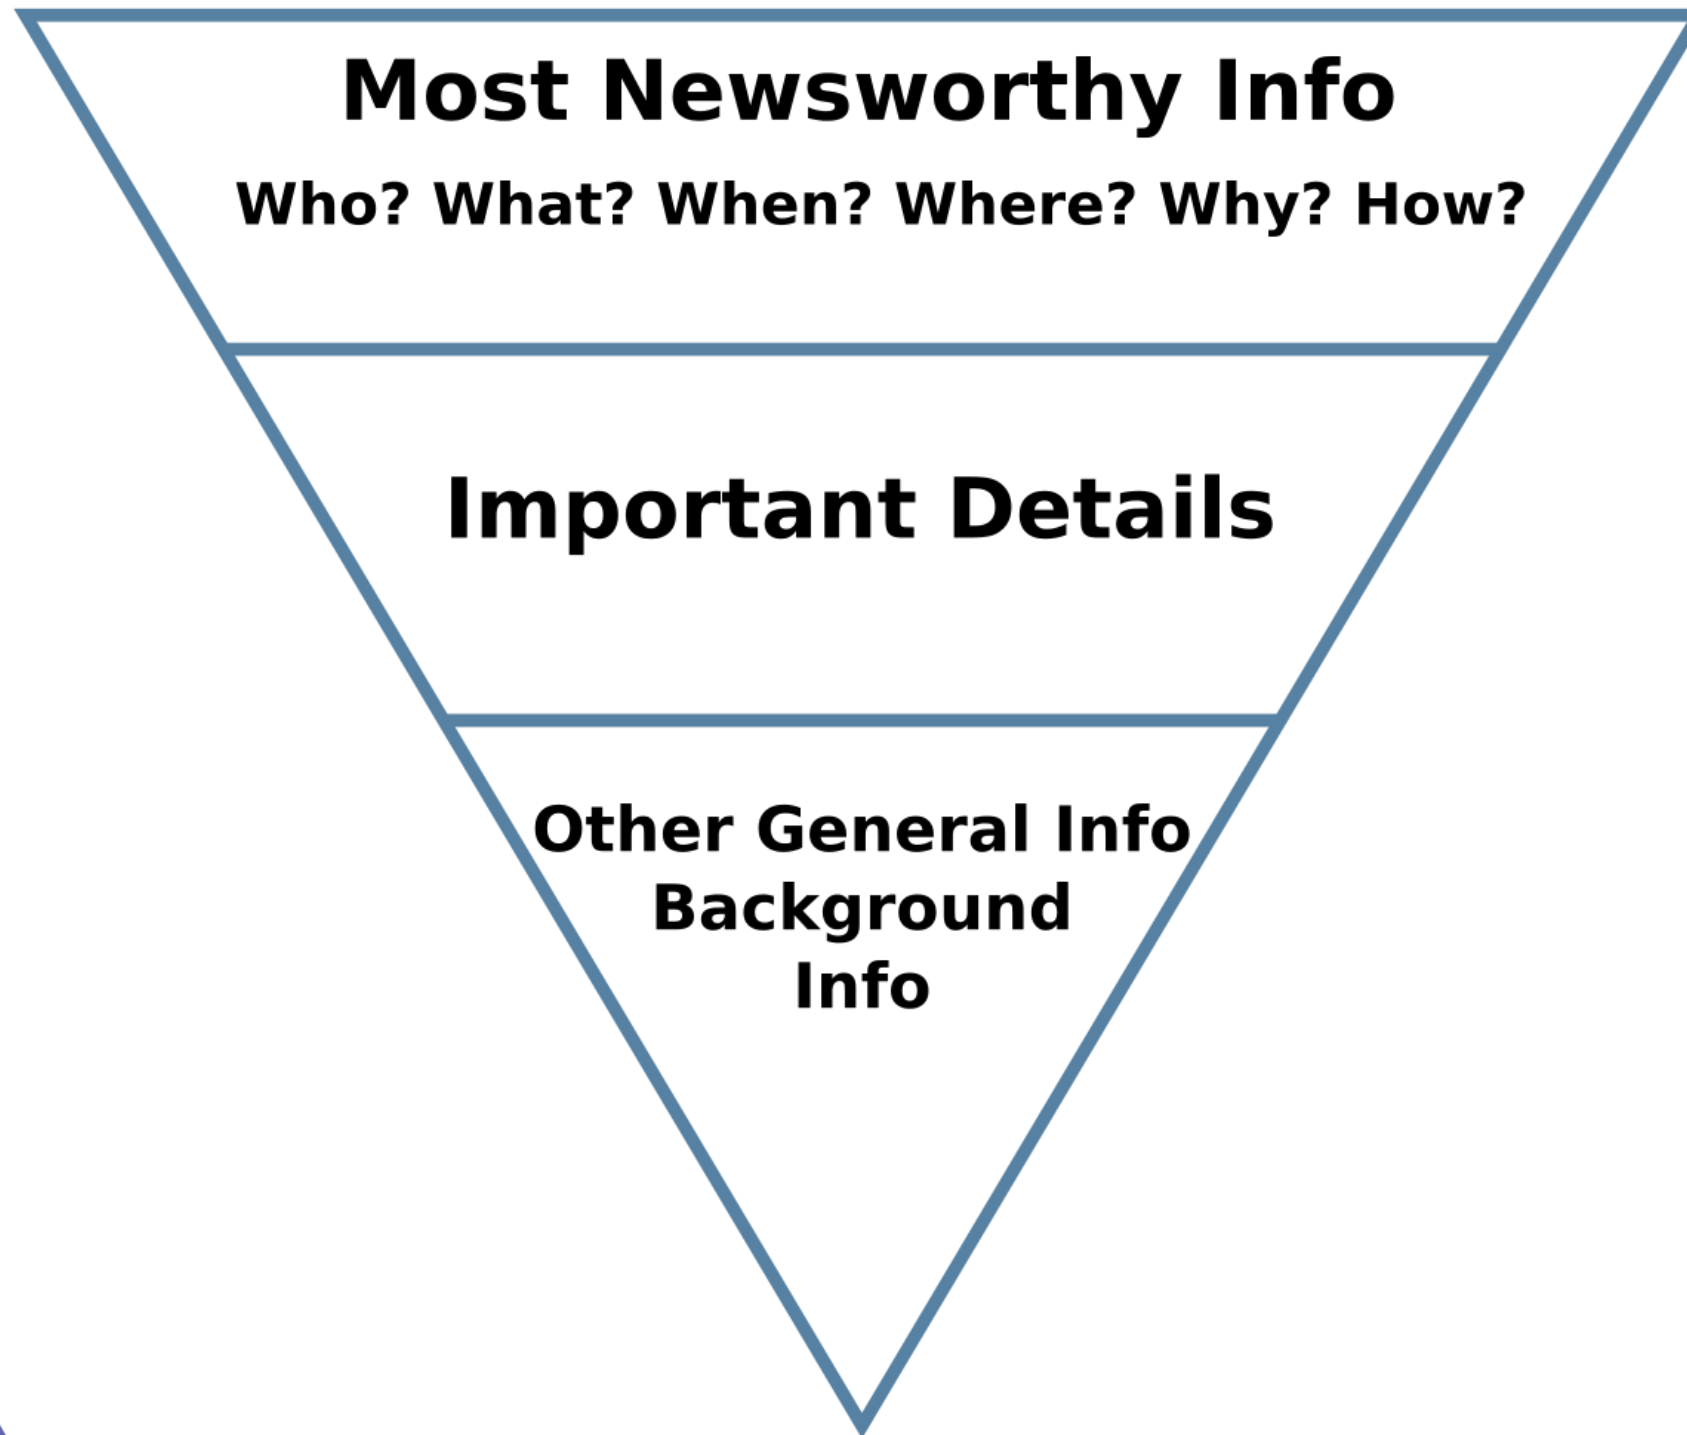 Most Newsworthy Info
Who? What? When? Where? Why? How?
Important Details
Other General Info
Background
Info